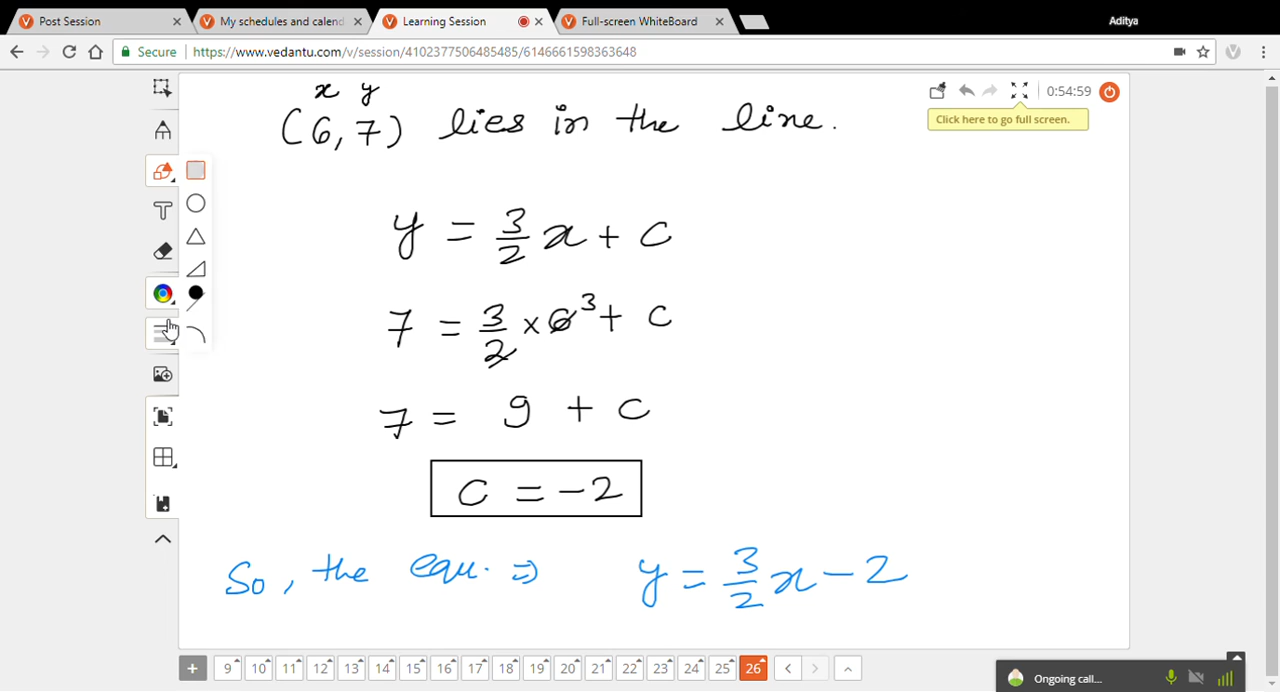 Post Session
My schedules and calend
Learning Session
Full-screen WhiteBoard
Aditya
Secure https://www.vedantu.com/v/session/4102377506485485/6146661598363648
0:54:59
Click here to go full screen.
x y
(6, 7) lies in the line.
y = 3/2 x + c
7 = 3/2 × 6 3 + c
7 = 9 + c
c = -2
So, the equ. ⇒ y = 3/2 x - 2
+ 9 10 11 12 13 14 15 16 17 18 19 20 21 22 23 24 25 26 < >
Ongoing call...